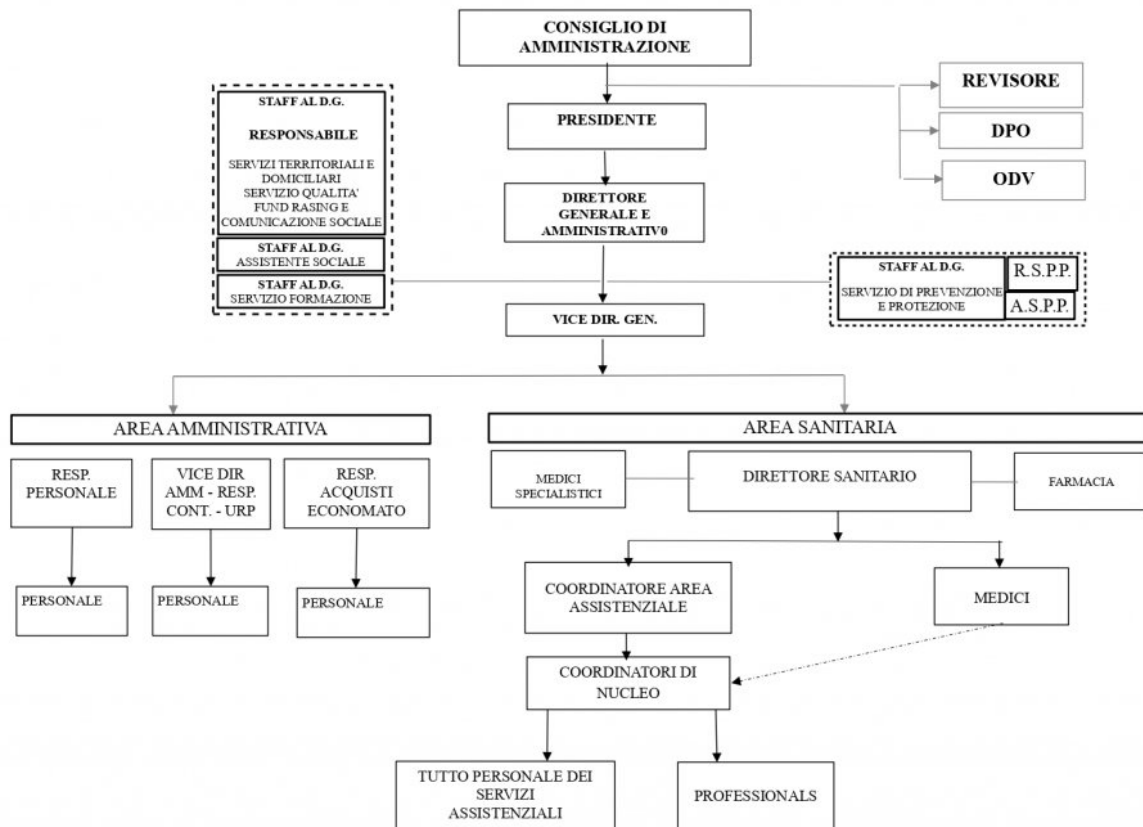 CONSIGLIO DI
AMMINISTRAZIONE
REVISORE
DPO
ODV
STAFF AL D.G.
RESPONSABILE
SERVIZI TERRITORIALI E
DOMICILIARI
SERVIZIO QUALITA'
FUND RASING E
COMUNICAZIONE SOCIALE
STAFF AL D.G.
ASSISTENTE SOCIALE
STAFF AL D.G.
SERVIZIO FORMAZIONE
PRESIDENTE
DIRETTORE
GENERALE E
AMMINISTRATIV0
STAFF AL D.G.
SERVIZIO DI PREVENZIONE
E PROTEZIONE
R.S.P.P.
A.S.P.P.
VICE DIR. GEN.
AREA AMMINISTRATIVA
RESP.
PERSONALE
VICE DIR
AMM - RESP.
CONT. - URP
RESP.
ACQUISTI
ECONOMATO
PERSONALE
PERSONALE
PERSONALE
AREA SANITARIA
MEDICI
SPECIALISTICI
DIRETTORE SANITARIO
FARMACIA
COORDINATORE AREA
ASSISTENZIALE
MEDICI
COORDINATORI DI
NUCLEO
TUTTO PERSONALE DEI
SERVIZI
ASSISTENZIALI
PROFESSIONALS